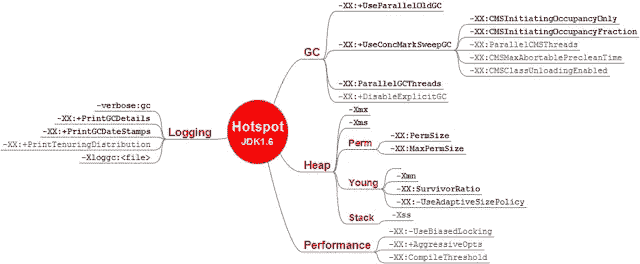 Hotspot
JDK1.6
Logging
-verbose:gc
-XX:+PrintGCDetails
-XX:+PrintGCDateStamps
-XX:+PrintTenuringDistribution
-Xloggc:<file>
GC
-XX:+UseParallelOldGC
-XX:+UseConcMarkSweepGC
-XX:CMSInitiatingOccupancyOnly
-XX:CMSInitiatingOccupancyFraction
-XX:ParallelCMSThreads
-XX:CMSMaxAbortablePrecleanTime
-XX:CMSClassUnloadingEnabled
-XX:ParallelGCThreads
-XX:+DisableExplicitGC
Heap
-Xmx
-Xms
Perm
-XX:PermSize
-XX:MaxPermSize
Young
-Xmn
-XX:SurvivorRatio
-XX:-UseAdaptiveSizePolicy
Stack
-Xss
Performance
-XX:-UseBiasedLocking
-XX:+AggressiveOpts
-XX:CompileThreshold